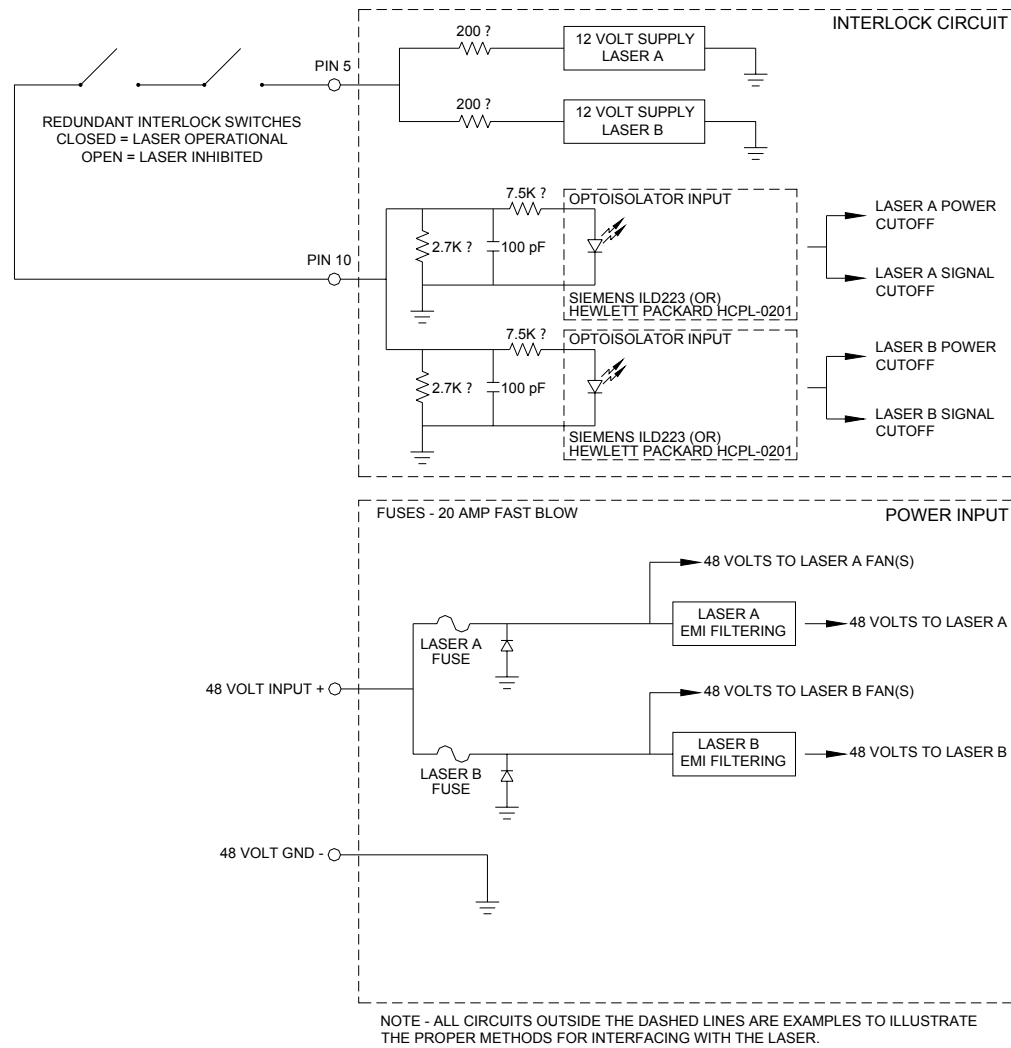 INTERLOCK CIRCUIT
200 ?
12 VOLT SUPPLY
LASER A
PIN 5
200 ?
12 VOLT SUPPLY
LASER B
REDUNDANT INTERLOCK SWITCHES
CLOSED = LASER OPERATIONAL
OPEN = LASER INHIBITED
7.5K ?
OPTOISOLATOR INPUT
2.7K ?
100 pF
LASER A POWER
CUTOFF
LASER A SIGNAL
CUTOFF
PIN 10
SIEMENS ILD223 (OR)
HEWLETT PACKARD HCPL-0201
7.5K ?
OPTOISOLATOR INPUT
2.7K ?
100 pF
LASER B POWER
CUTOFF
LASER B SIGNAL
CUTOFF
SIEMENS ILD223 (OR)
HEWLETT PACKARD HCPL-0201
FUSES - 20 AMP FAST BLOW
POWER INPUT
48 VOLTS TO LASER A FAN(S)
LASER A
FUSE
LASER A
EMI FILTERING
48 VOLTS TO LASER A
48 VOLT INPUT +
48 VOLTS TO LASER B FAN(S)
LASER B
FUSE
LASER B
EMI FILTERING
48 VOLTS TO LASER B
48 VOLT GND -
NOTE - ALL CIRCUITS OUTSIDE THE DASHED LINES ARE EXAMPLES TO ILLUSTRATE
THE PROPER METHODS FOR INTERFACING WITH THE LASER.